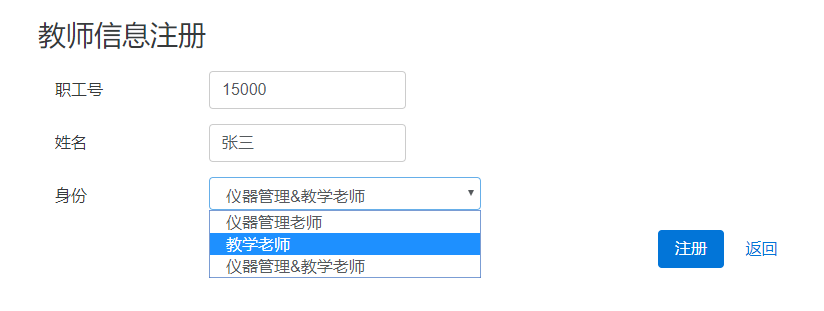 教师信息注册
职工号 15000
姓名 张三
身份 仪器管理&教学老师
仪器管理老师
教学老师
仪器管理&教学老师
注册 返回